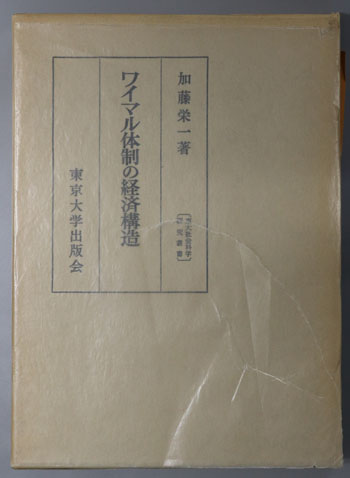 加藤栄一著
ワイマル体制の経済構造
東京大学出版会